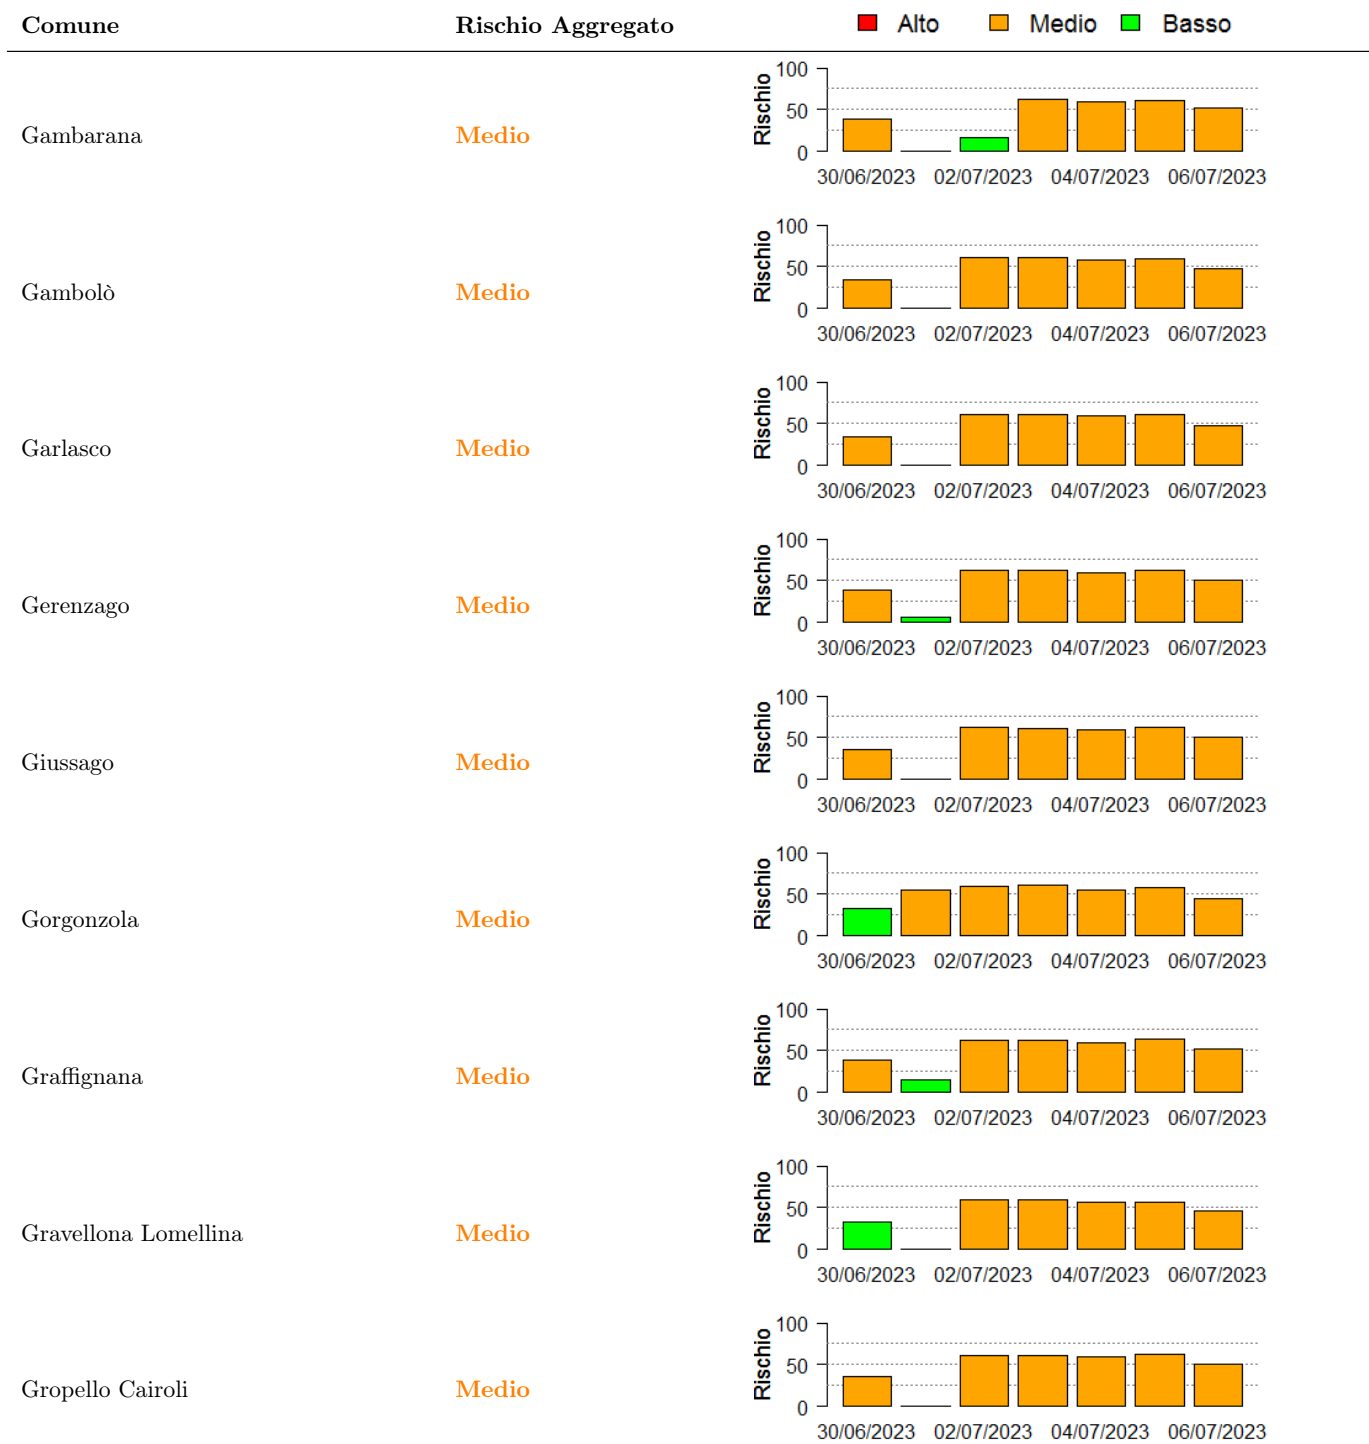 Comune Rischio Aggregato Alto Medio Basso
Gambarana Medio
Rischio
100
50
0
30/06/2023 02/07/2023 04/07/2023 06/07/2023
Gambolò Medio
Rischio
100
50
0
30/06/2023 02/07/2023 04/07/2023 06/07/2023
Garlasco Medio
Rischio
100
50
0
30/06/2023 02/07/2023 04/07/2023 06/07/2023
Gerenzago Medio
Rischio
100
50
0
30/06/2023 02/07/2023 04/07/2023 06/07/2023
Giussago Medio
Rischio
100
50
0
30/06/2023 02/07/2023 04/07/2023 06/07/2023
Gorgonzola Medio
Rischio
100
50
0
30/06/2023 02/07/2023 04/07/2023 06/07/2023
Graffignana Medio
Rischio
100
50
0
30/06/2023 02/07/2023 04/07/2023 06/07/2023
Gravellona Lomellina Medio
Rischio
100
50
0
30/06/2023 02/07/2023 04/07/2023 06/07/2023
Gropello Cairoli Medio
Rischio
100
50
0
30/06/2023 02/07/2023 04/07/2023 06/07/2023